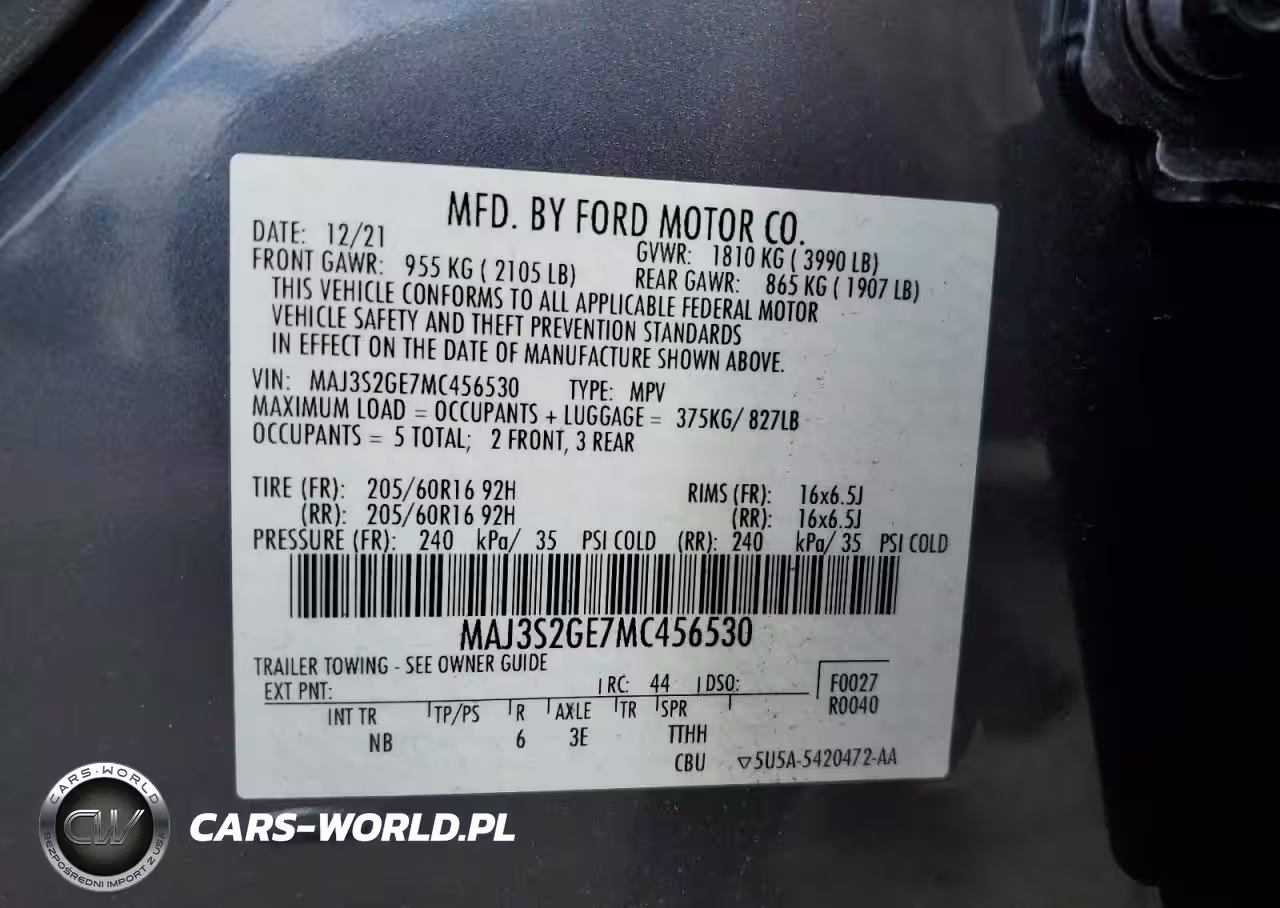 MFD. BY FORD MOTOR CO.
DATE: 12/21 GVWR: 1810 KG ( 3990 LB)
FRONT GAWR: 955 KG ( 2105 LB) REAR GAWR: 865 KG ( 1907 LB)
THIS VEHICLE CONFORMS TO ALL APPLICABLE FEDERAL MOTOR
VEHICLE SAFETY AND THEFT PREVENTION STANDARDS
IN EFFECT ON THE DATE OF MANUFACTURE SHOWN ABOVE.
VIN: MAJ3S2GE7MC456530 TYPE: MPV
MAXIMUM LOAD = OCCUPANTS + LUGGAGE = 375KG/ 827LB
OCCUPANTS = 5 TOTAL; 2 FRONT, 3 REAR
TIRE (FR): 205/60R16 92H RIMS (FR): 16x6.5J
(RR): 205/60R16 92H (RR): 16x6.5J
PRESSURE (FR): 240 kPa/ 35 PSI COLD (RR): 240 kPa/ 35 PSI COLD
MAJ3S2GE7MC456530
TRAILER TOWING - SEE OWNER GUIDE
EXT PNT: RC: 44 DSO: F0027
R0040
INT TR TP/PS R AXLE TR SPR
NB 6 3E TTHH
CBU ▽5U5A-5420472-AA
CARS-WORLD
CW
BEZPOŚREDNI IMPORT Z USA
CARS-WORLD.PL